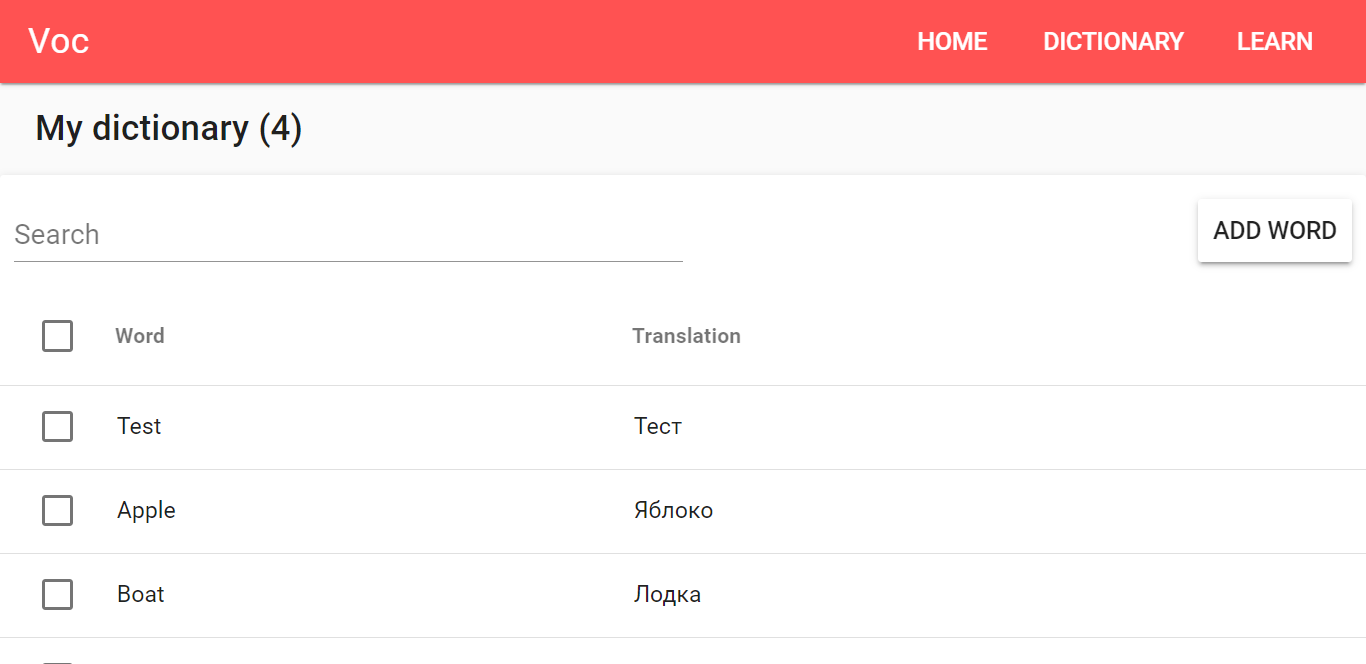 Voc HOME DICTIONARY LEARN
My dictionary (4)
Search ADD WORD
Word Translation
Test Тест
Apple Яблоко
Boat Лодка